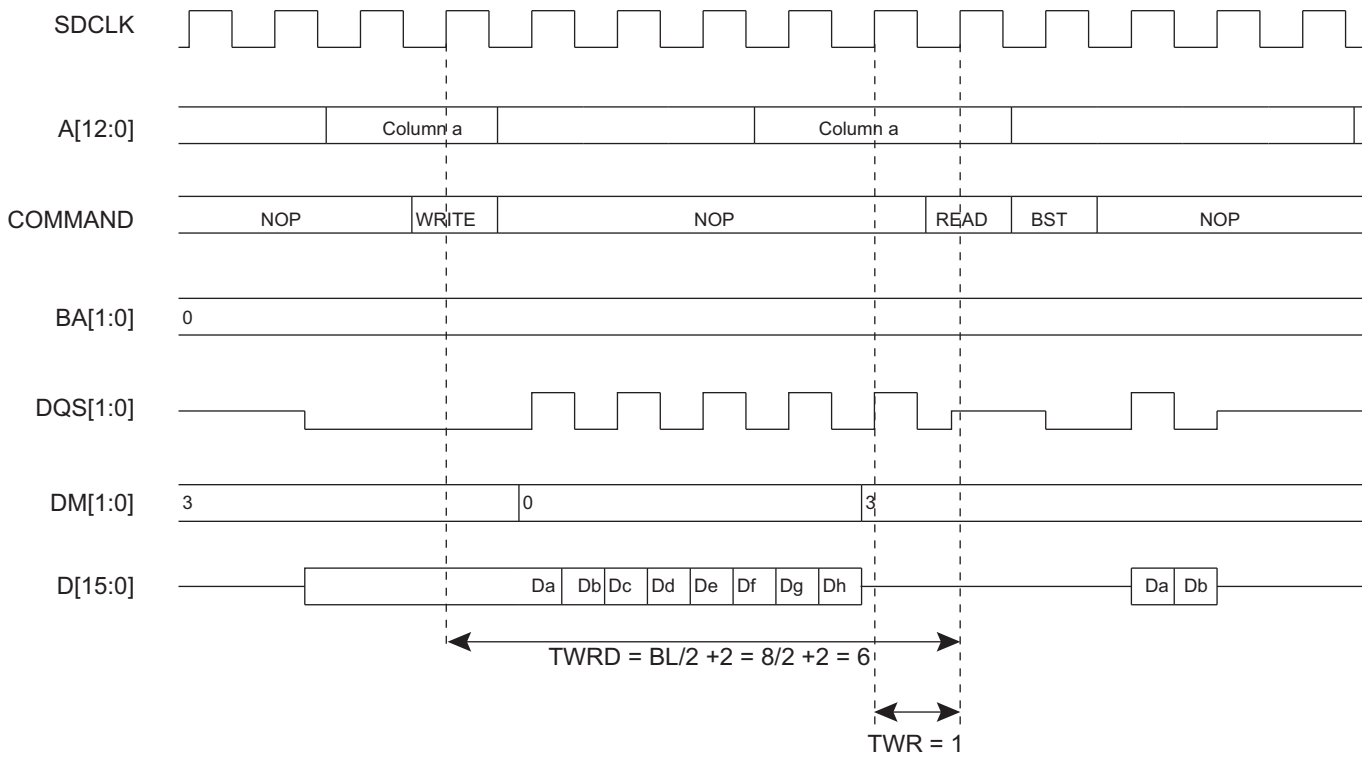 SDCLK
A[12:0] Column a Column a
COMMAND NOP WRITE NOP READ BST NOP
BA[1:0] 0
DQS[1:0]
DM[1:0] 3 0 3
D[15:0] Da Db Dc Dd De Df Dg Dh Da Db
TWRD = BL/2 +2 = 8/2 +2 = 6
TWR = 1